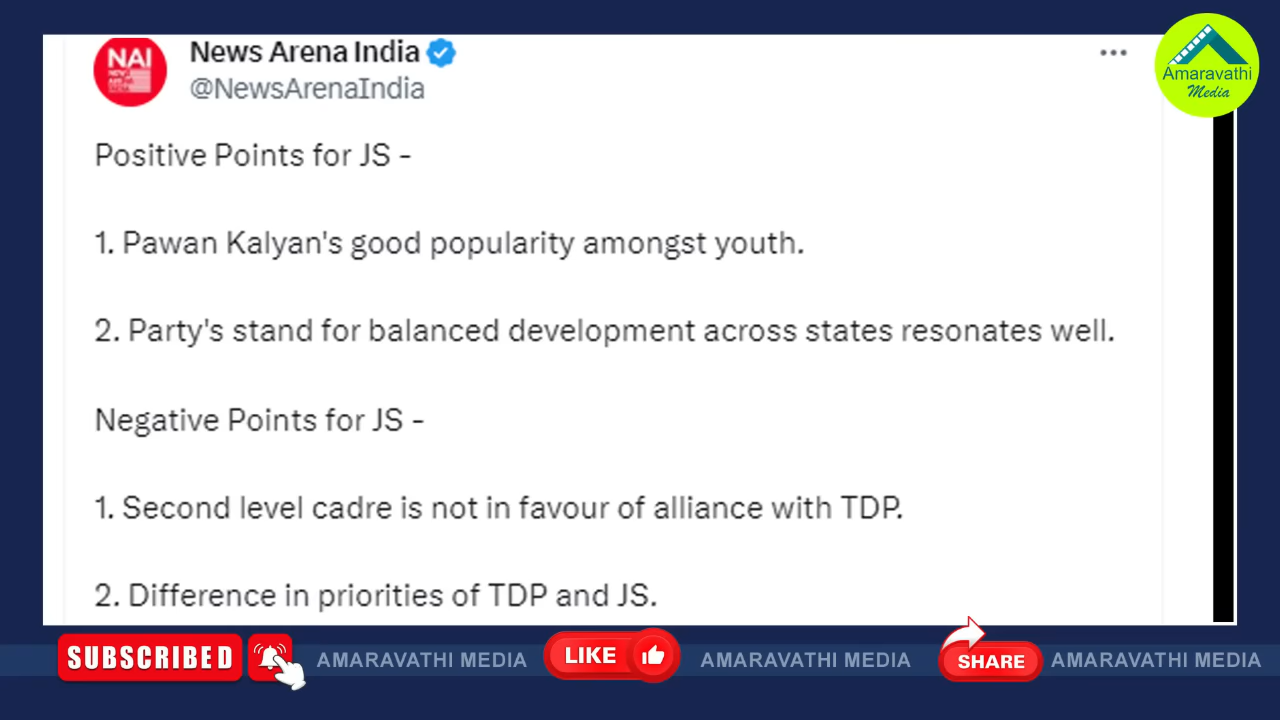 NAI
News Arena India
@NewsArenaIndia
Amaravathi
Media
Positive Points for JS -
1. Pawan Kalyan's good popularity amongst youth.
2. Party's stand for balanced development across states resonates well.
Negative Points for JS -
1. Second level cadre is not in favour of alliance with TDP.
2. Difference in priorities of TDP and JS.
SUBSCRIBED AMARAVATHI MEDIA LIKE AMARAVATHI MEDIA SHARE AMARAVATHI MEDIA